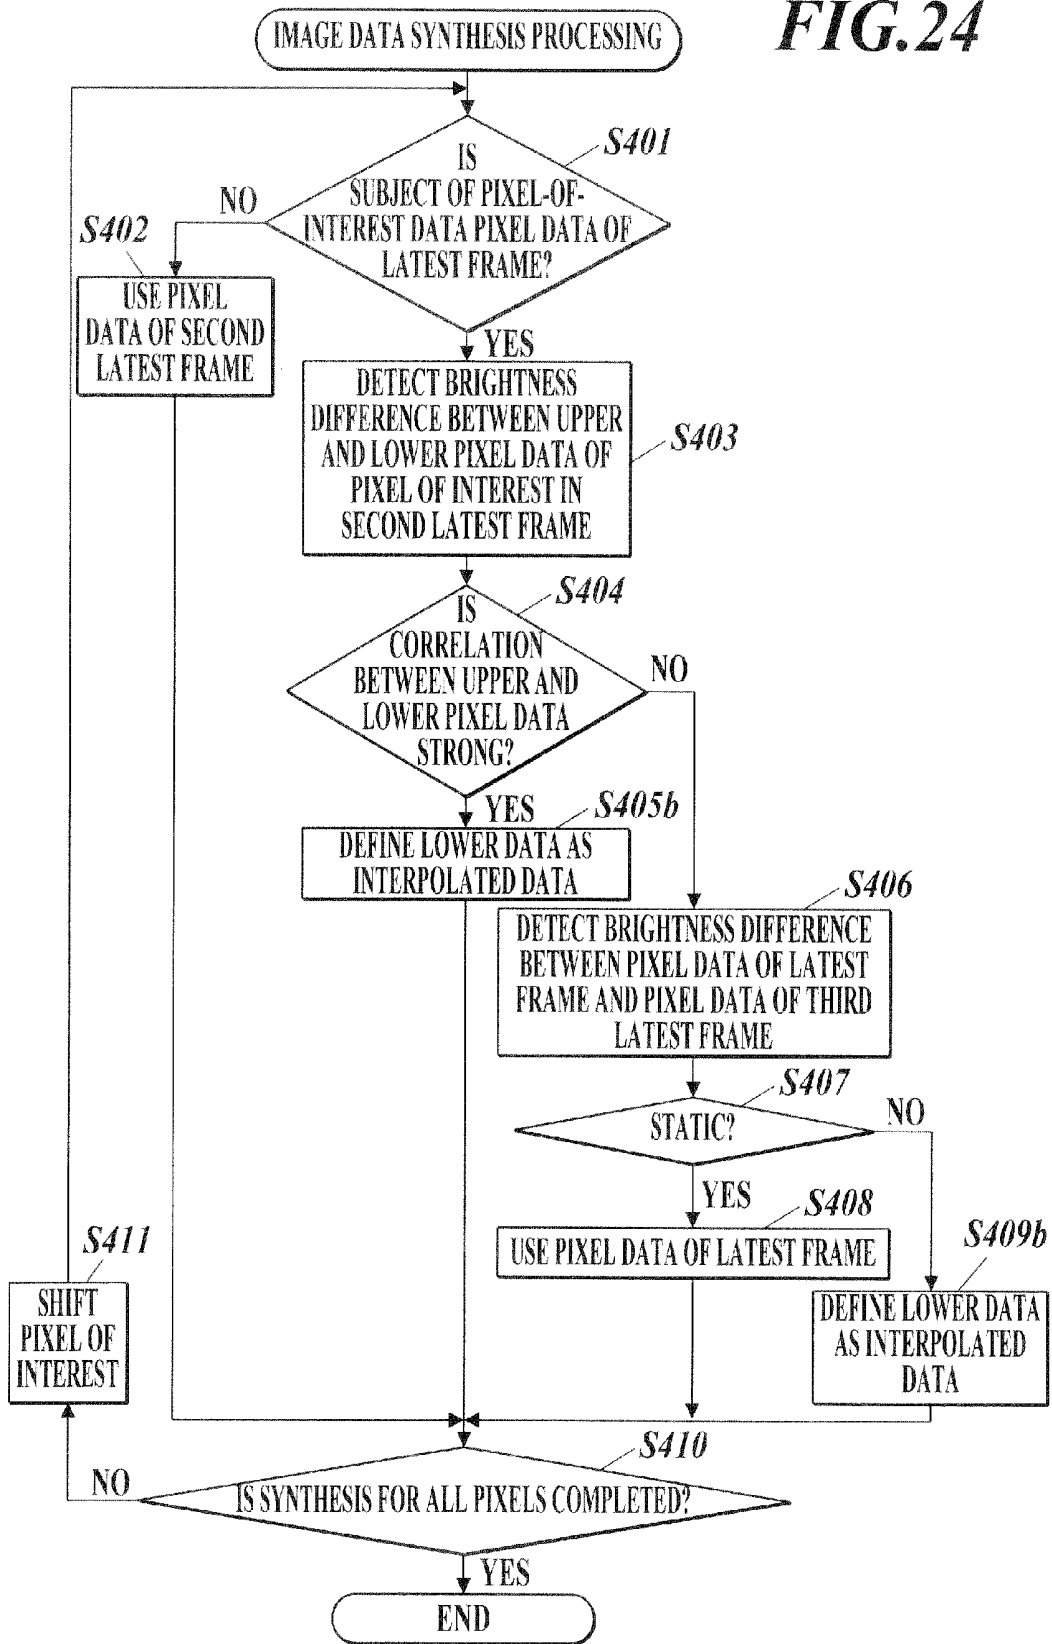 FIG.24
IMAGE DATA SYNTHESIS PROCESSING
S401
IS
SUBJECT OF PIXEL-OF-
INTEREST DATA PIXEL DATA OF
LATEST FRAME?
NO
S402
USE PIXEL
DATA OF SECOND
LATEST FRAME
YES
DETECT BRIGHTNESS
DIFFERENCE BETWEEN UPPER
AND LOWER PIXEL DATA OF
PIXEL OF INTEREST IN
SECOND LATEST FRAME
S403
S404
IS
CORRELATION
BETWEEN UPPER AND
LOWER PIXEL DATA
STRONG?
NO
YES
S405b
DEFINE LOWER DATA AS
INTERPOLATED DATA
S406
DETECT BRIGHTNESS DIFFERENCE
BETWEEN PIXEL DATA OF LATEST
FRAME AND PIXEL DATA OF THIRD
LATEST FRAME
S407
STATIC?
NO
YES
S408
USE PIXEL DATA OF LATEST FRAME
S409b
DEFINE LOWER DATA
AS INTERPOLATED
DATA
S411
SHIFT
PIXEL OF
INTEREST
S410
IS SYNTHESIS FOR ALL PIXELS COMPLETED?
NO
YES
END